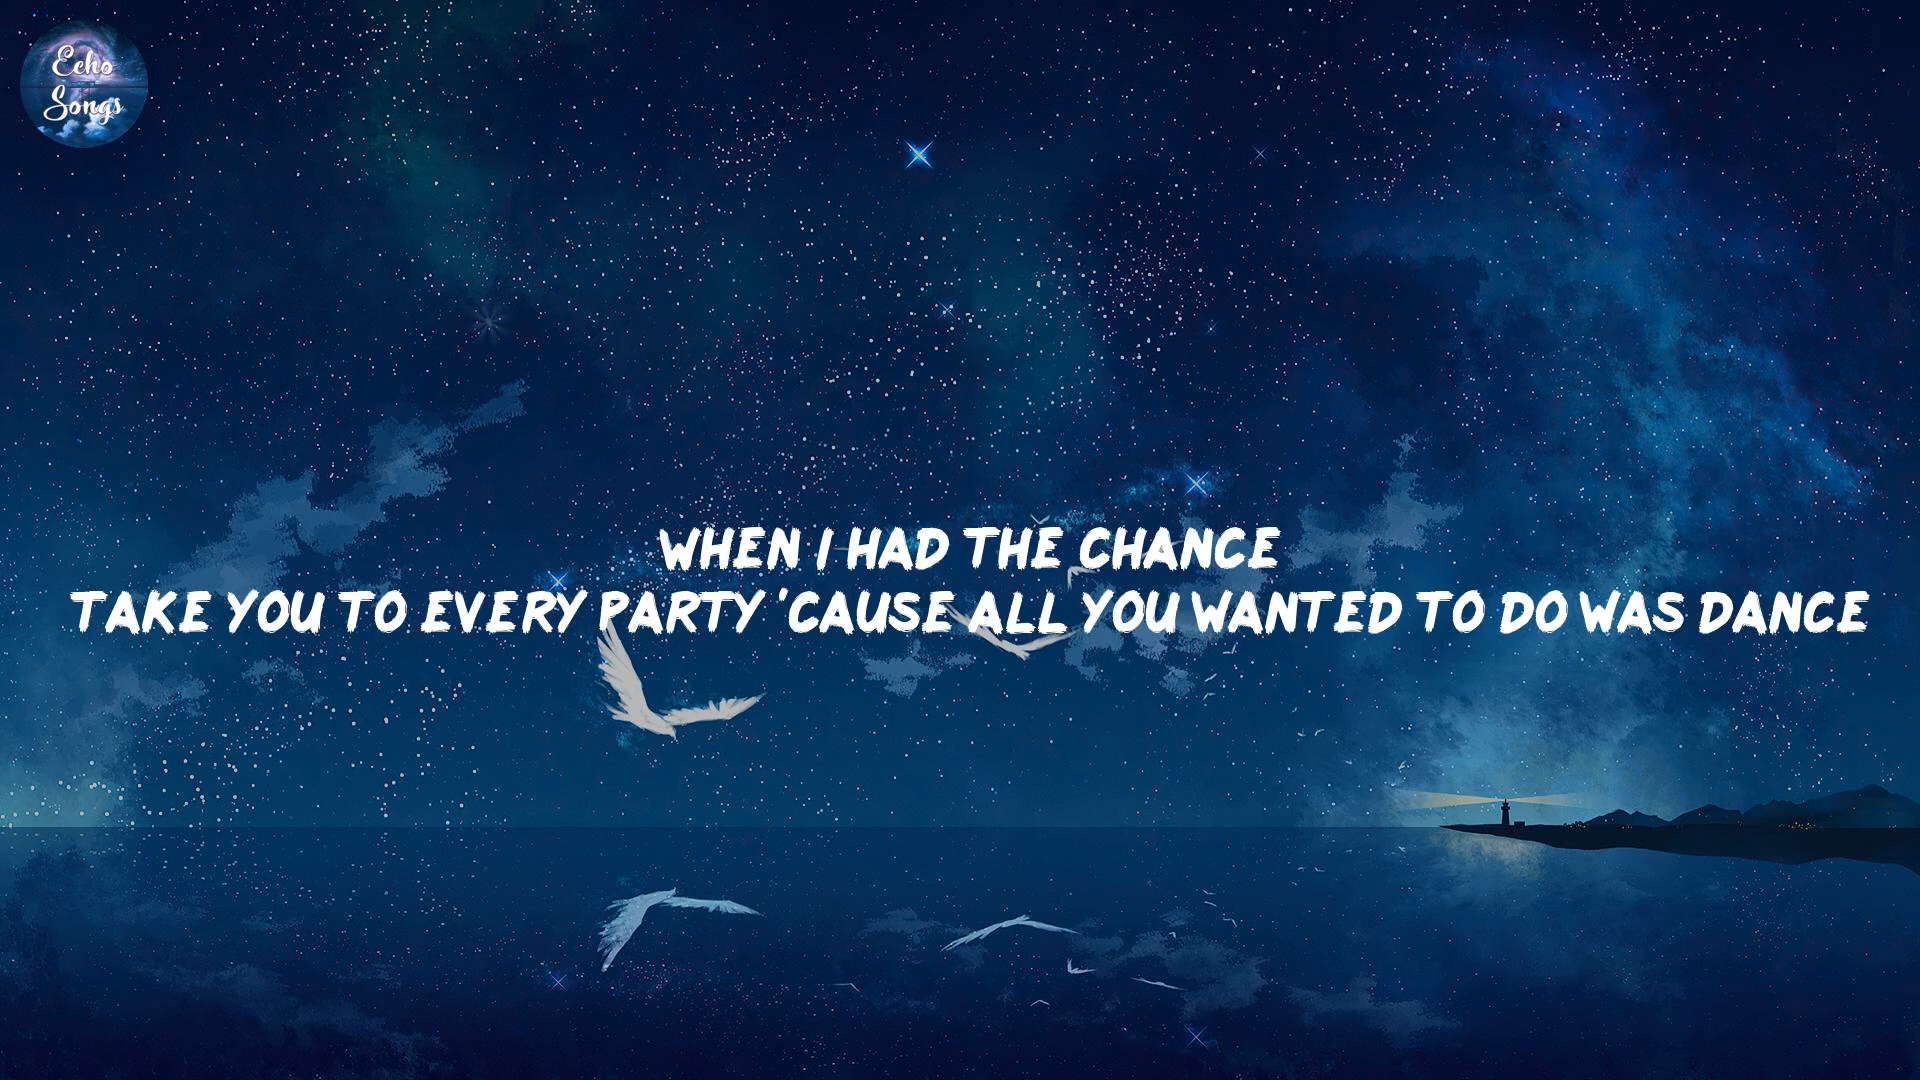 Echo
Songs
WHEN I HAD THE CHANCE
TAKE YOU TO EVERY PARTY 'CAUSE ALL YOU WANTED TO DO WAS DANCE